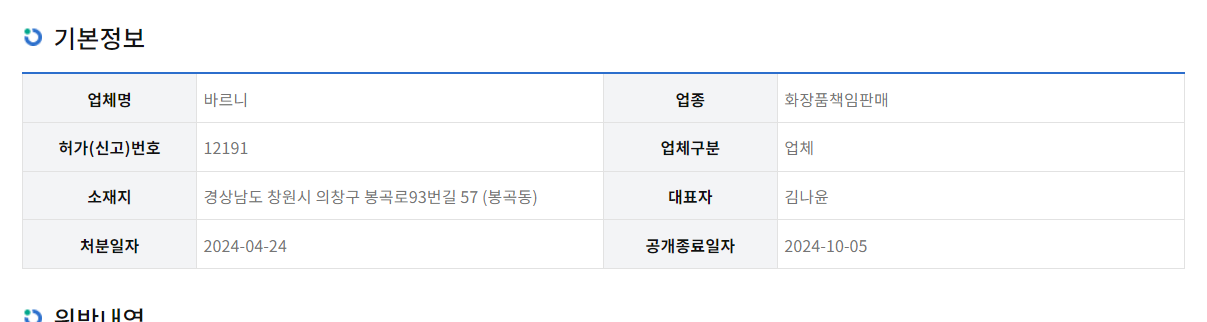 기본정보
업체명 바르니 업종 화장품책임판매
허가(신고)번호 12191 업체구분 업체
소재지 경상남도 창원시 의창구 봉곡로93번길 57 (봉곡동) 대표자 김나윤
처분일자 2024-04-24 공개종료일자 2024-10-05
위반내역